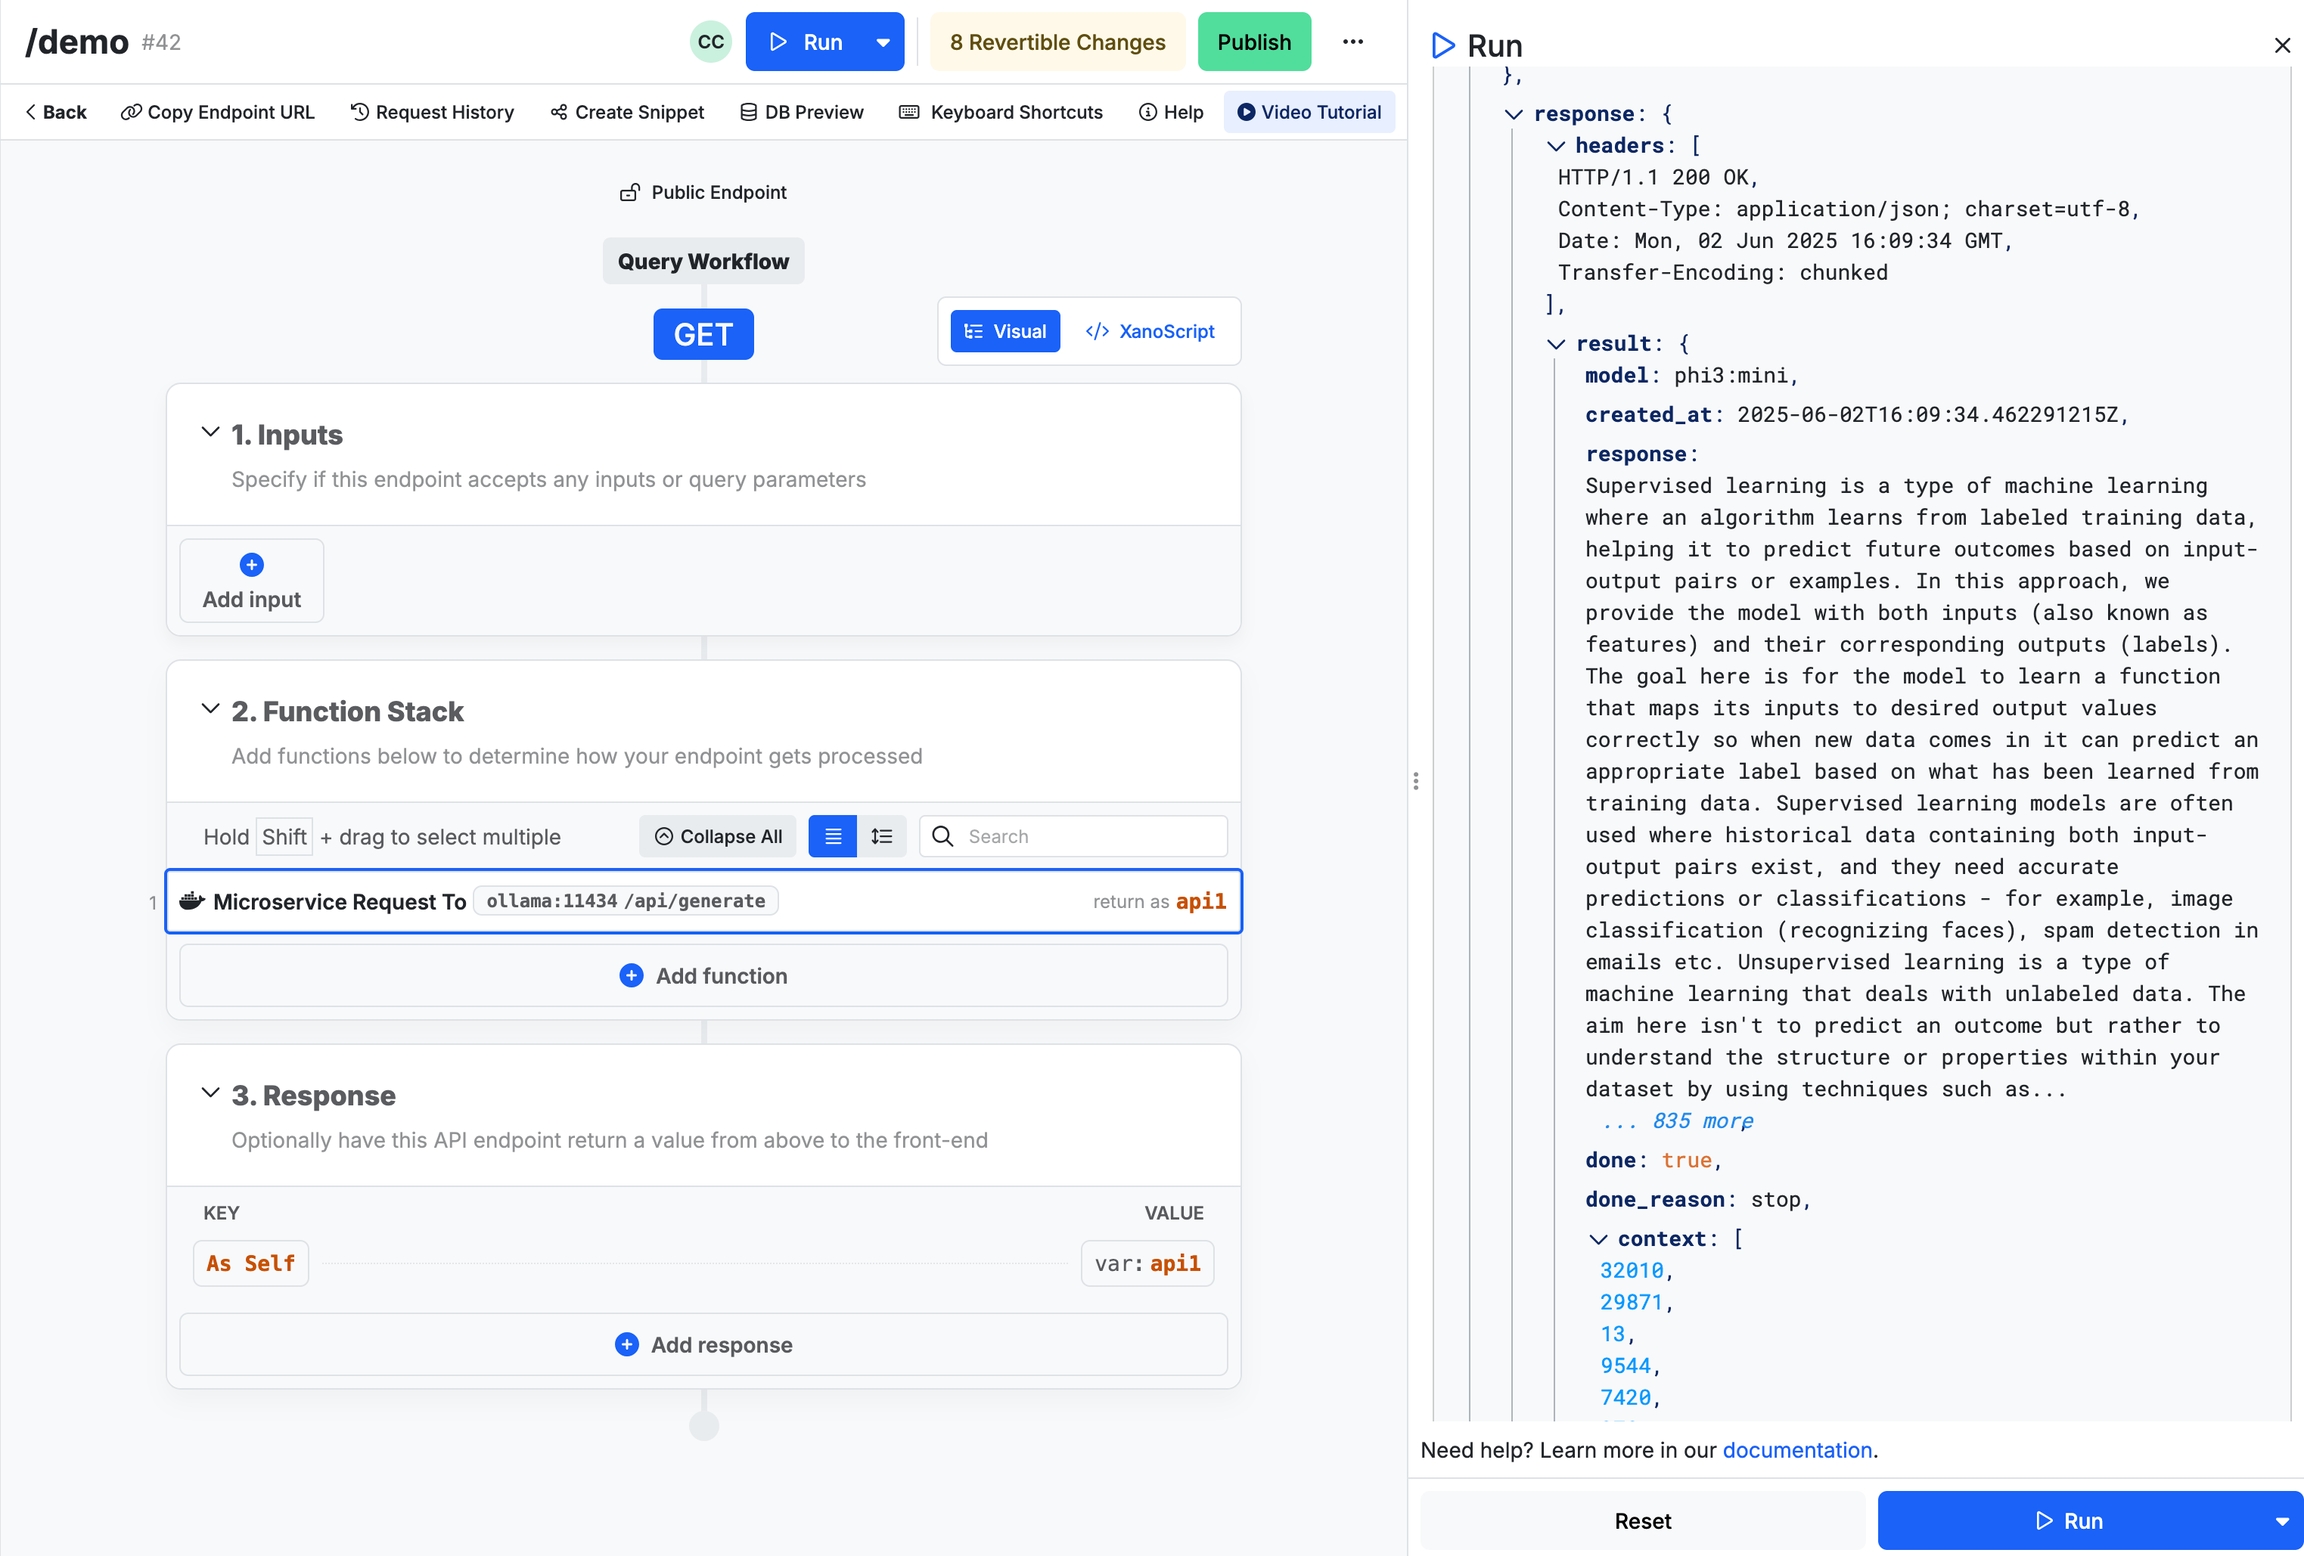 /demo #42
CC
Run
8 Revertible Changes
Publish
Back
Copy Endpoint URL
Request History
Create Snippet
DB Preview
Keyboard Shortcuts
Help
Video Tutorial
Public Endpoint
Query Workflow
GET
Visual
XanoScript
1. Inputs
Specify if this endpoint accepts any inputs or query parameters
Add input
2. Function Stack
Add functions below to determine how your endpoint gets processed
Hold Shift + drag to select multiple
Collapse All
Search
1
Microservice Request To ollama:11434 /api/generate
return as api1
Add function
3. Response
Optionally have this API endpoint return a value from above to the front-end
KEY
VALUE
As Self
var: api1
Add response
Run
},
response: {
headers: [
HTTP/1.1 200 OK,
Content-Type: application/json; charset=utf-8,
Date: Mon, 02 Jun 2025 16:09:34 GMT,
Transfer-Encoding: chunked
],
result: {
model: phi3:mini,
created_at: 2025-06-02T16:09:34.462291215Z,
response:
Supervised learning is a type of machine learning
where an algorithm learns from labeled training data,
helping it to predict future outcomes based on input-
output pairs or examples. In this approach, we
provide the model with both inputs (also known as
features) and their corresponding outputs (labels).
The goal here is for the model to learn a function
that maps its inputs to desired output values
correctly so when new data comes in it can predict an
appropriate label based on what has been learned from
training data. Supervised learning models are often
used where historical data containing both input-
output pairs exist, and they need accurate
predictions or classifications - for example, image
classification (recognizing faces), spam detection in
emails etc. Unsupervised learning is a type of
machine learning that deals with unlabeled data. The
aim here isn't to predict an outcome but rather to
understand the structure or properties within your
dataset by using techniques such as...
... 835 more,
done: true,
done_reason: stop,
context: [
32010,
29871,
13,
9544,
7420,
Need help? Learn more in our documentation.
Reset
Run